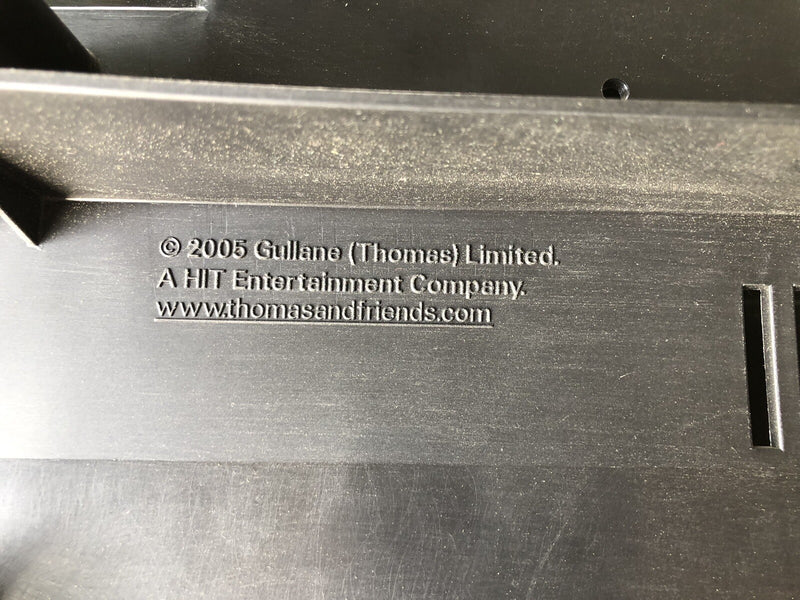 © 2005 Gullane (Thomas) Limited.
A HIT Entertainment Company.
www.thomasandfriends.com